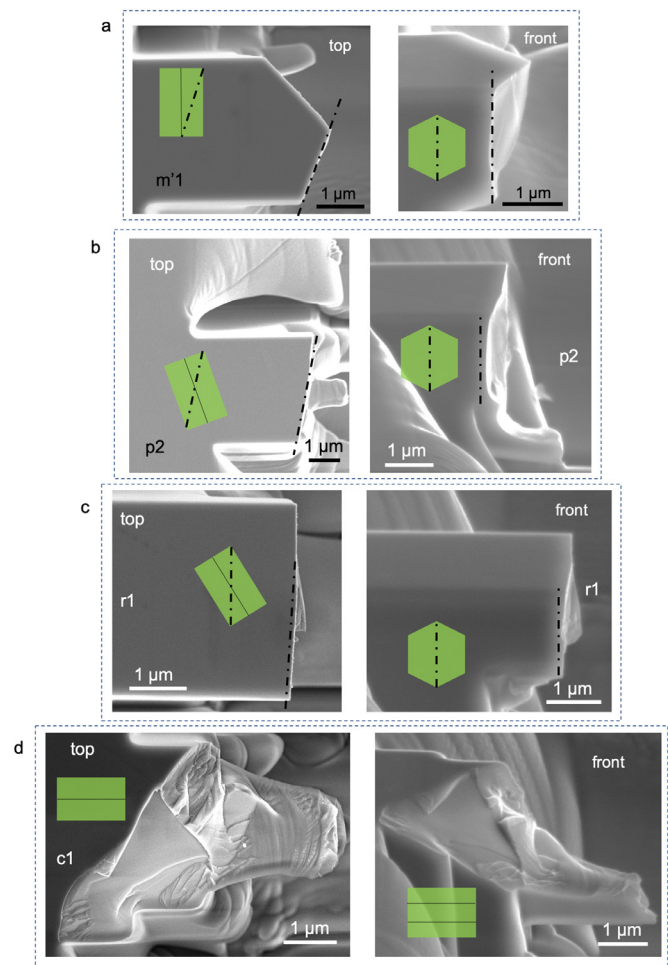 a
top
front
m'1
1 µm
1 µm
b
top
front
p2
p2
1 µm
1 µm
c
top
front
r1
r1
1 µm
1 µm
d
top
front
c1
1 µm
1 µm